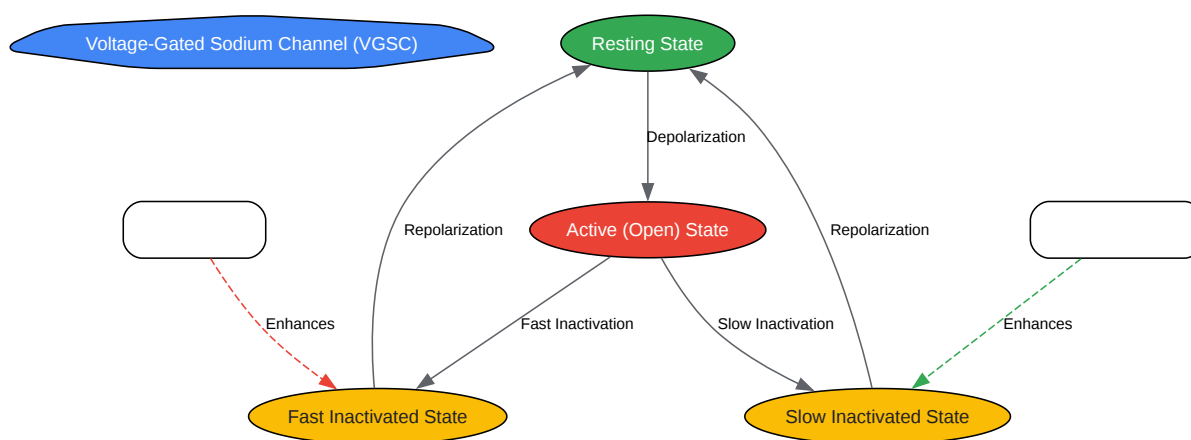 Voltage-Gated Sodium Channel (VGSC)
Resting State
Depolarization
Repolarization
Active (Open) State
Repolarization
Enhances
Fast Inactivation
Slow Inactivation
Enhances
Fast Inactivated State
Slow Inactivated State